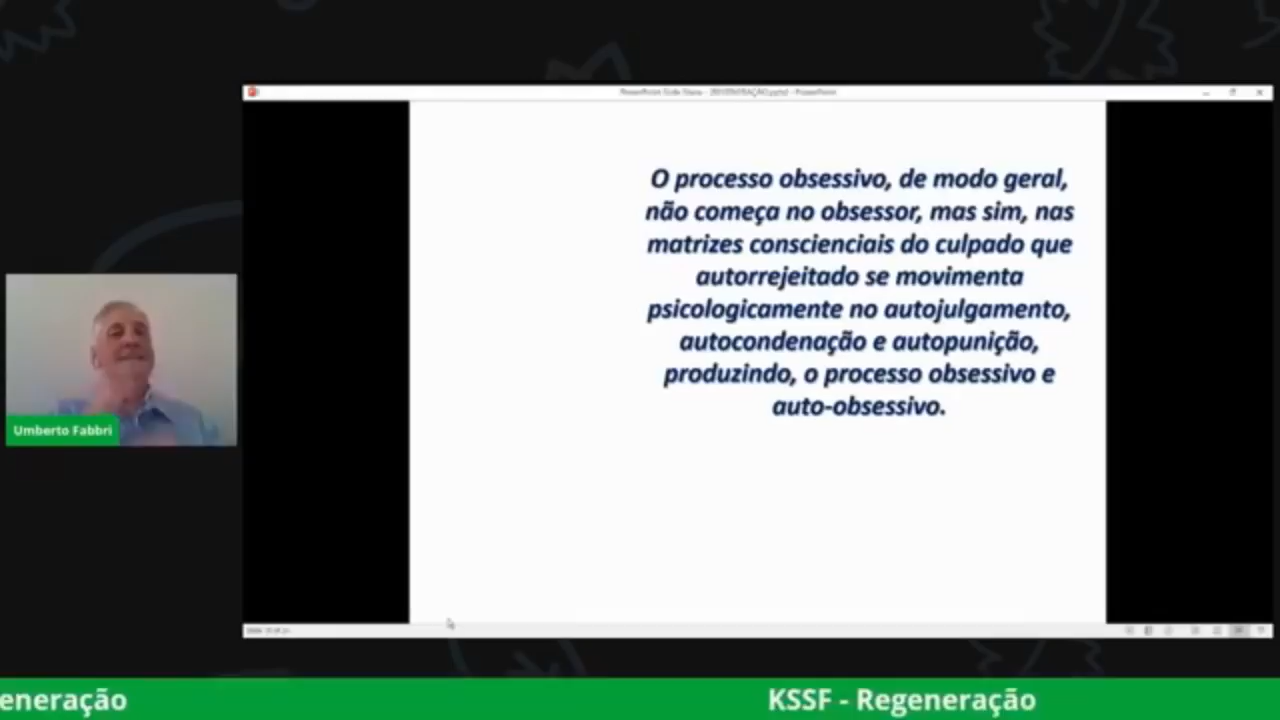 O processo obsessivo, de modo geral,
não começa no obsessor, mas sim, nas
matrizes conscienciais do culpado que
autorrejeitado se movimenta
psicologicamente no autojulgamento,
autocondenação e autopunição,
produzindo, o processo obsessivo e
auto-obsessivo.
Umberto Fabbri
eneração
KSSF - Regeneração